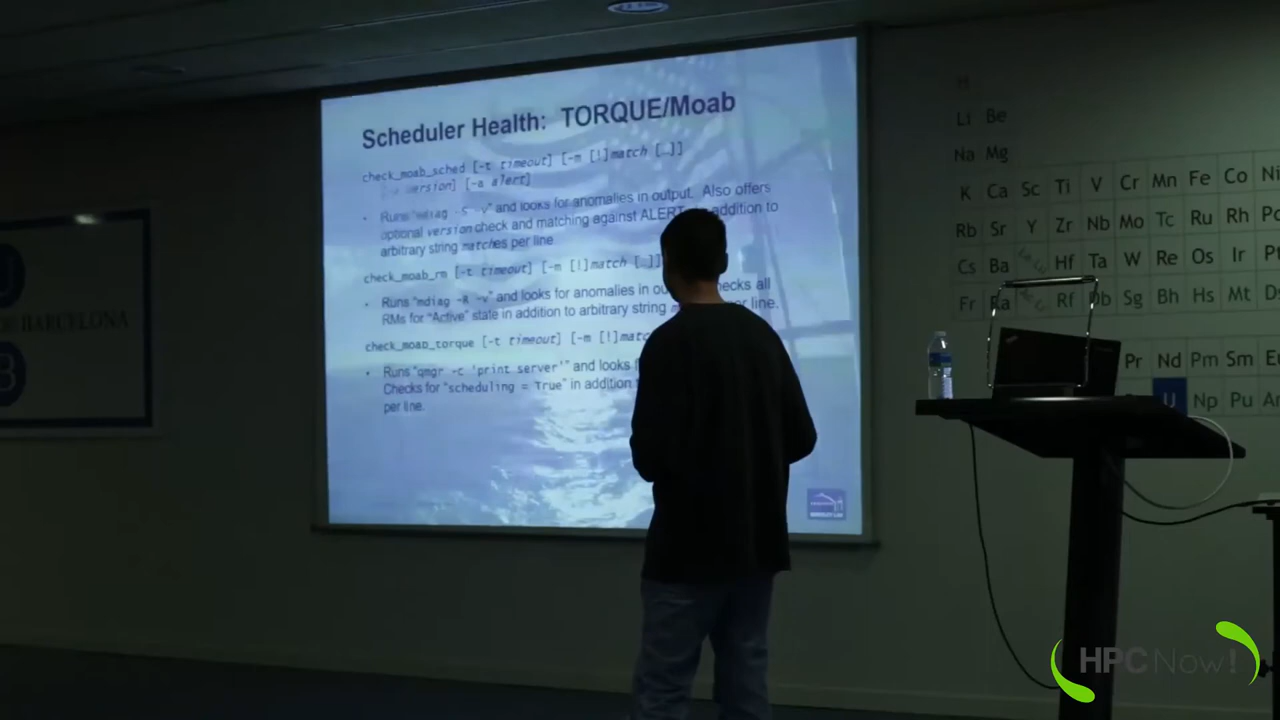 Scheduler Health: TORQUE/Moab
check_moab_sched [-t timeout] [-m [!]match […]]
version] [-a alert]
• Runs "mdiag -S -v" and looks for anomalies in output. Also offers
optional version check and matching against ALERT addition to
arbitrary string matches per line
check_moab_rm [-t timeout] [-m [!]match […]]
• Runs "mdiag -R -v" and looks for anomalies in checks all
RMs for "Active" state in addition to arbitrary string per line.
check_moab_torque [-t timeout] [-m [!]
• Runs "qmgr -c 'print server'" and looks
Checks for "scheduling = True" in addition
per line.
BARCELONA
H
Li Be
Na Mg
K Ca Sc Ti V Cr Mn Fe Co Ni
Rb Sr Y Zr Nb Mo Tc Ru Rh
Cs Ba Hf Ta W Re Os Ir
Fr Ra Rf Db Sg Bh Hs Mt
Pr Nd Pm Sm
U Np Pu
HPCNow!